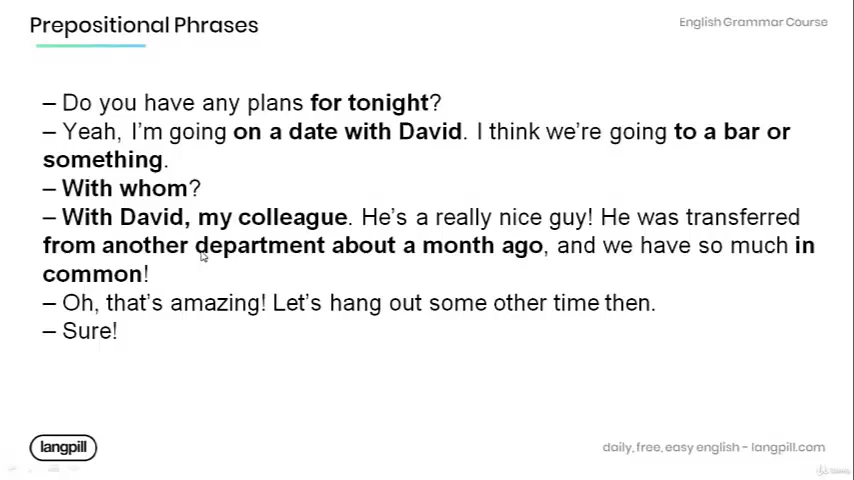 Prepositional Phrases
English Grammar Course
– Do you have any plans for tonight?
– Yeah, I'm going on a date with David. I think we're going to a bar or
something.
– With whom?
– With David, my colleague. He's a really nice guy! He was transferred
from another department about a month ago, and we have so much in
common!
– Oh, that's amazing! Let's hang out some other time then.
– Sure!
langpill
daily, free, easy english - langpill.com